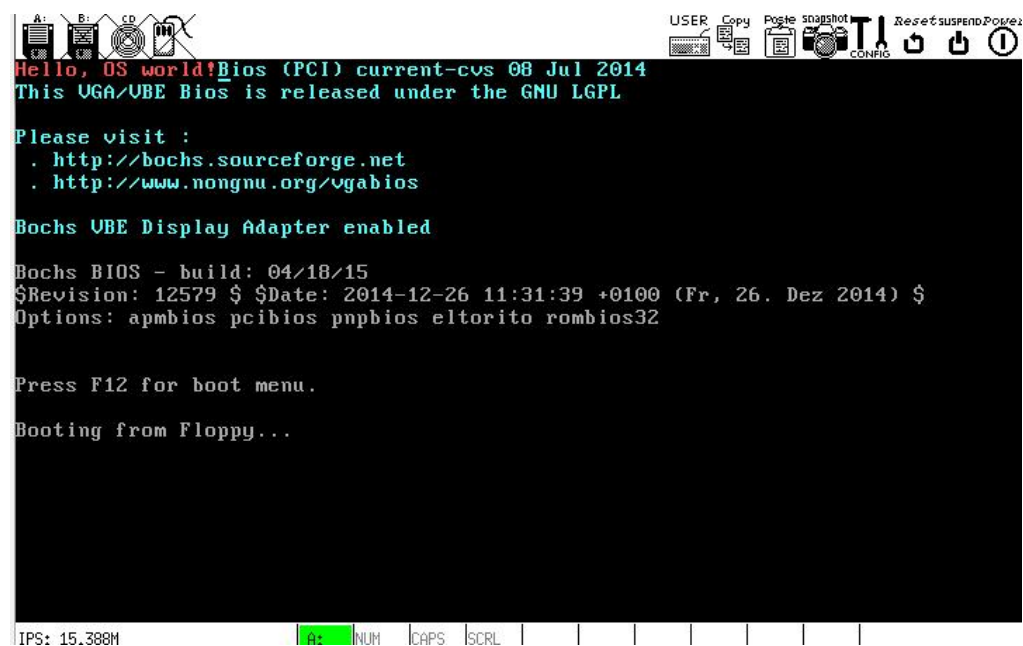 A: B: CD USER Copy Paste snapshot CONFIG Reset SUSPEND Power
Hello, OS world!Bios (PCI) current-cvs 08 Jul 2014
This VGA/VBE Bios is released under the GNU LGPL
Please visit :
. http://bochs.sourceforge.net
. http://www.nongnu.org/vgabios
Bochs VBE Display Adapter enabled
Bochs BIOS - build: 04/18/15
$Revision: 12579 $ $Date: 2014-12-26 11:31:39 +0100 (Fr, 26. Dez 2014) $
Options: apmbios pcibios pnpbios eltorito rombios32
Press F12 for boot menu.
Booting from Floppy...
IPS: 15.388M A: NUM CAPS SCRL